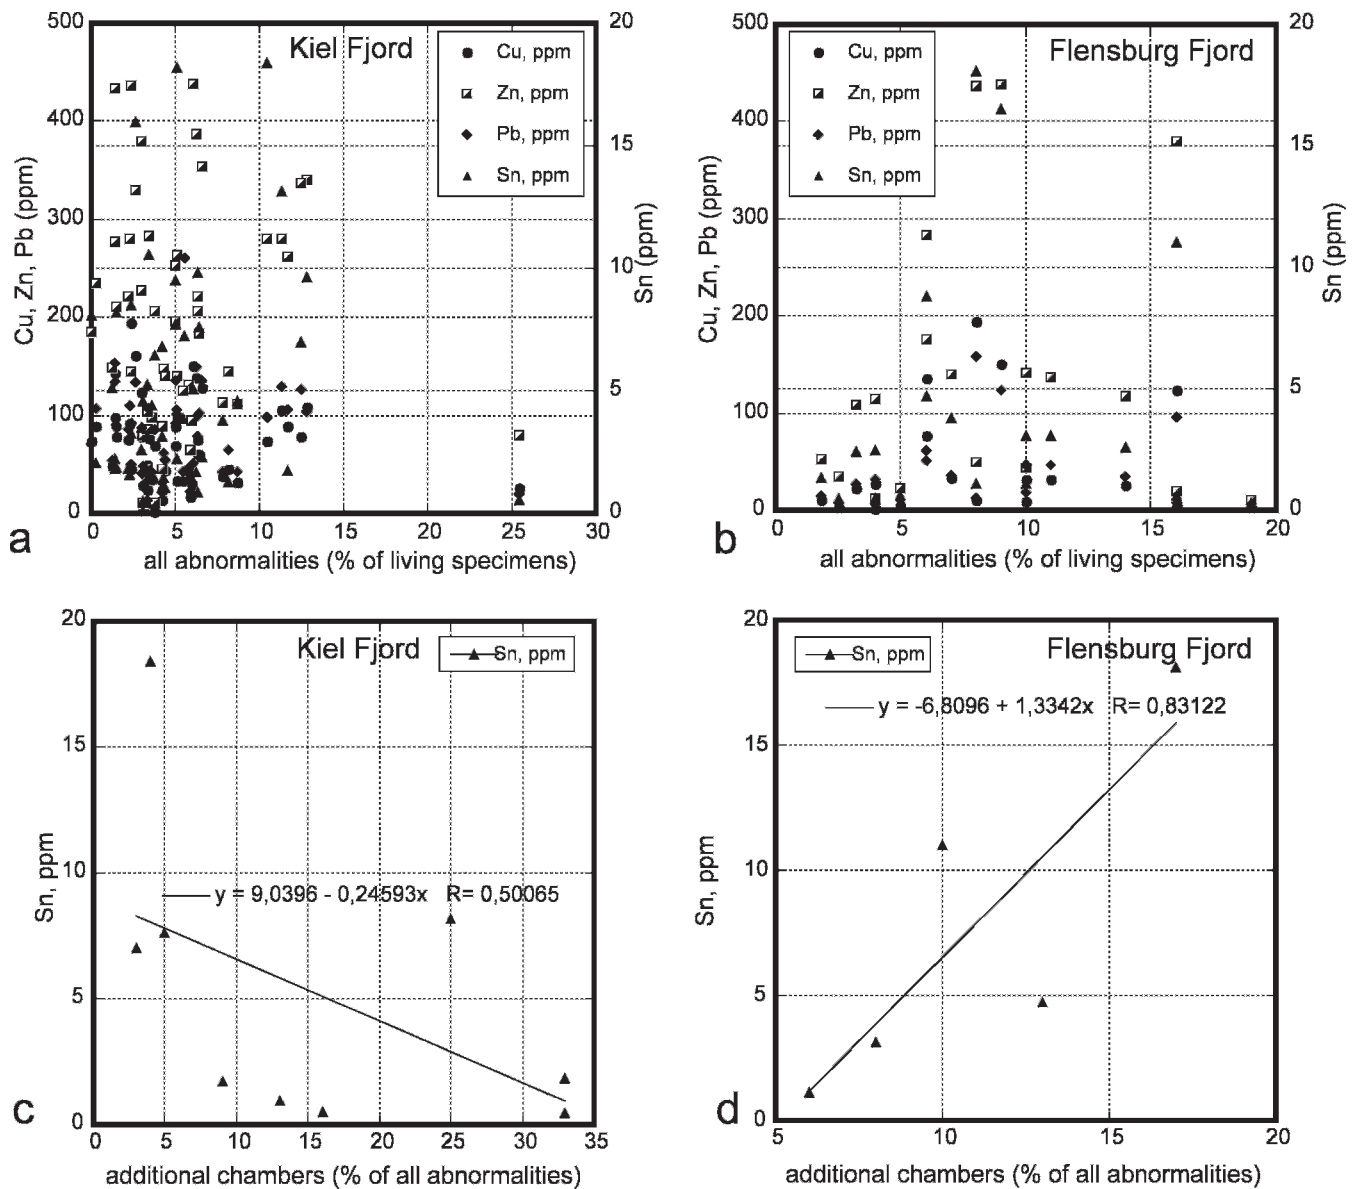 500
400
300
200
100
0
Cu, Zn, Pb (ppm)
Kiel Fjord
Cu, ppm
Zn, ppm
Pb, ppm
Sn, ppm
20
15
10
5
0
Sn (ppm)
0 5 10 15 20 25 30
all abnormalities (% of living specimens)
a
500
400
300
200
100
0
Cu, Zn, Pb (ppm)
Cu, ppm
Zn, ppm
Pb, ppm
Sn, ppm
Flensburg Fjord
20
15
10
5
0
Sn (ppm)
0 5 10 15 20
all abnormalities (% of living specimens)
b
20
15
10
5
0
Sn, ppm
Kiel Fjord
Sn, ppm
y = 9,0396 - 0,24593x R= 0,50065
0 5 10 15 20 25 30 35
additional chambers (% of all abnormalities)
c
20
15
10
5
0
Sn, ppm
Sn, ppm
Flensburg Fjord
y = -6,8096 + 1,3342x R= 0,83122
5 10 15 20
additional chambers (% of all abnormalities)
d